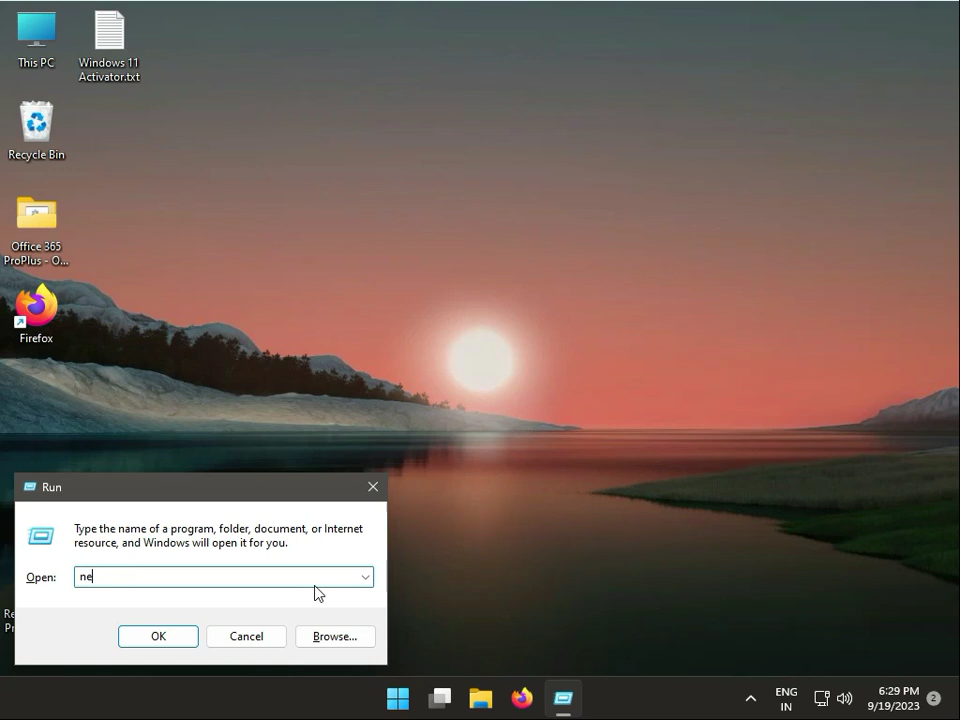 This PC
Windows 11
Activator.txt
Recycle Bin
Office 365
ProPlus - O...
Firefox
Run
Type the name of a program, folder, document, or Internet
resource, and Windows will open it for you.
Open:
ne
OK
Cancel
Browse...
ENG
IN
6:29 PM
9/19/2023
2